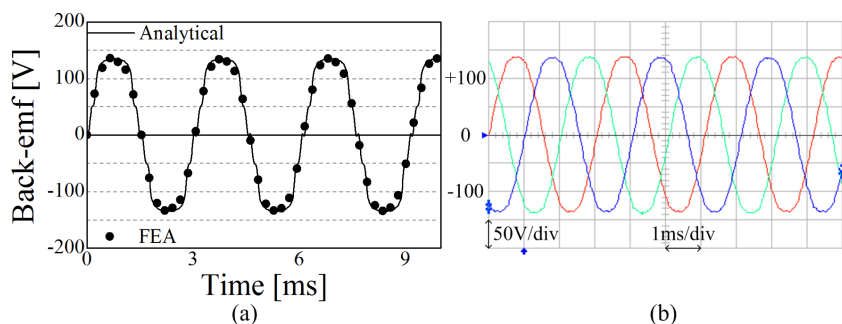 200
Analytical
100
0
-100
-200
FEA
0 3 6 9
Back-emf [V]
Time [ms]
(a)
+100
0
-100
50V/div
1ms/div
(b)